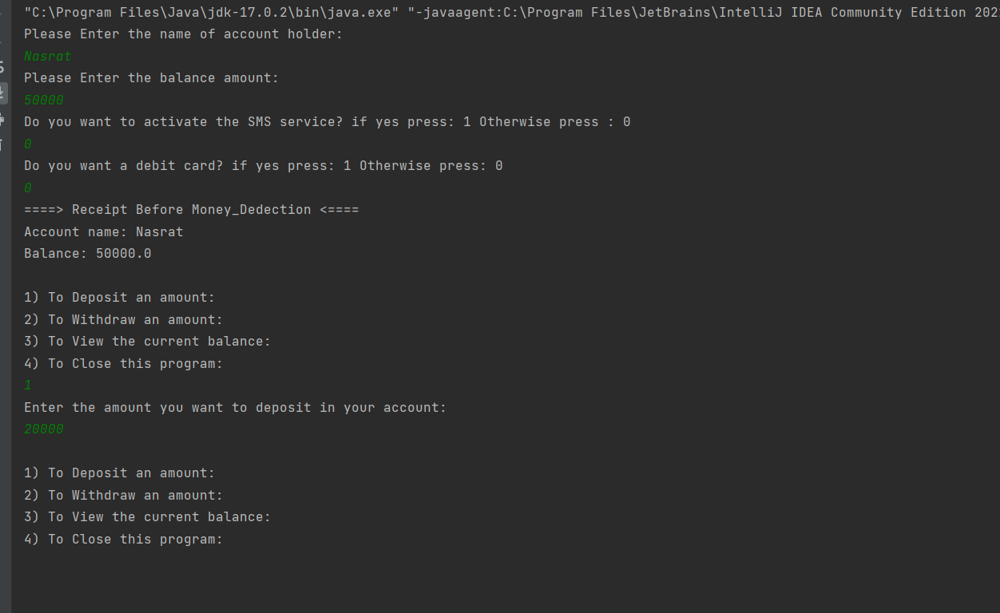 "C:\Program Files\Java\jdk-17.0.2\bin\java.exe" "-javaagent:C:\Program Files\JetBrains\IntelliJ IDEA Community Edition
Please Enter the name of account holder:
Nasrat
Please Enter the balance amount:
50000
Do you want to activate the SMS service? if yes press: 1 Otherwise press : 0
0
Do you want a debit card? if yes press: 1 Otherwise press: 0
0
====> Receipt Before Money_Dedection <====
Account name: Nasrat
Balance: 50000.0
1) To Deposit an amount:
2) To Withdraw an amount:
3) To View the current balance:
4) To Close this program:
1
Enter the amount you want to deposit in your account:
20000
1) To Deposit an amount:
2) To Withdraw an amount:
3) To View the current balance:
4) To Close this program: